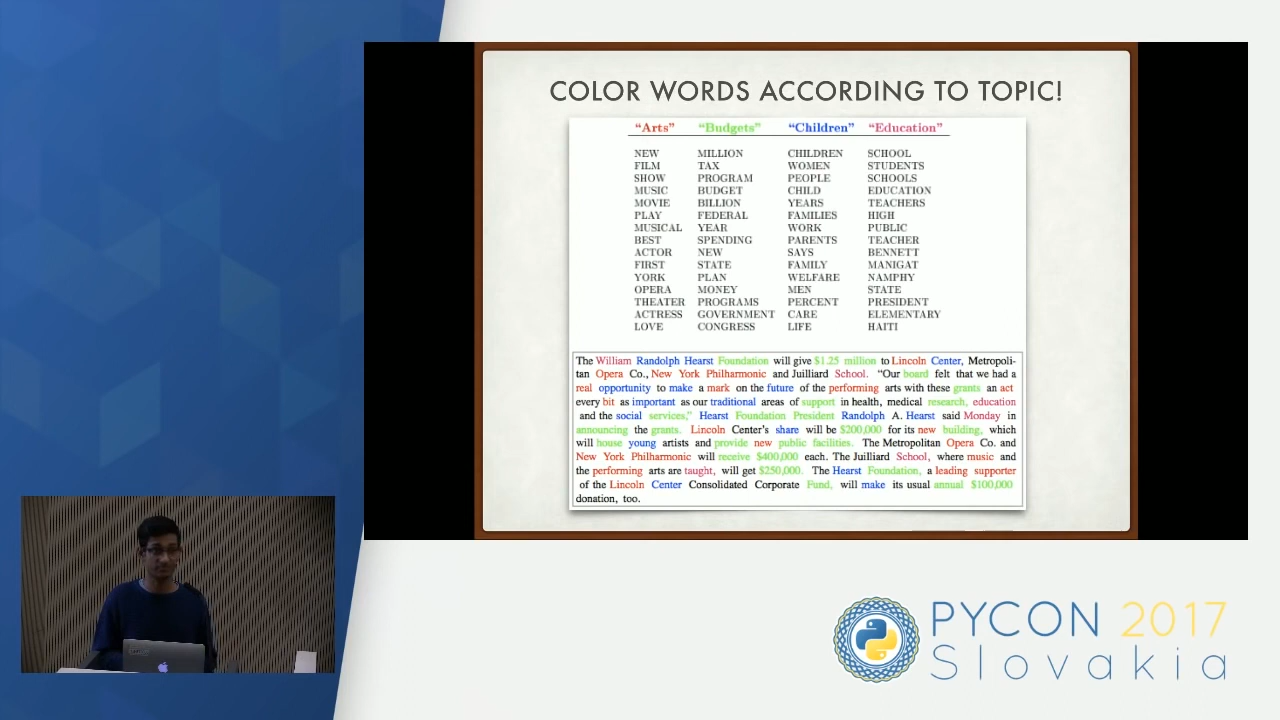 COLOR WORDS ACCORDING TO TOPIC!
“Arts” “Budgets” “Children” “Education”
NEW MILLION CHILDREN SCHOOL
FILM TAX WOMEN STUDENTS
SHOW PROGRAM PEOPLE SCHOOLS
MUSIC BUDGET CHILD EDUCATION
MOVIE BILLION YEARS TEACHERS
PLAY FEDERAL FAMILIES HIGH
MUSICAL YEAR WORK PUBLIC
BEST SPENDING PARENTS TEACHER
ACTOR NEW SAYS BENNETT
FIRST STATE FAMILY MANIGAT
YORK PLAN WELFARE NAMPHY
OPERA MONEY MEN STATE
THEATER PROGRAMS PERCENT PRESIDENT
ACTRESS GOVERNMENT CARE ELEMENTARY
LOVE CONGRESS LIFE HAITI
The William Randolph Hearst Foundation will give $1.25 million to Lincoln Center, Metropoli-
tan Opera Co., New York Philharmonic and Juilliard School. “Our board felt that we had a
real opportunity to make a mark on the future of the performing arts with these grants an act
every bit as important as our traditional areas of support in health, medical research, education
and the social services,” Hearst Foundation President Randolph A. Hearst said Monday in
announcing the grants. Lincoln Center’s share will be $200,000 for its new building, which
will house young artists and provide new public facilities. The Metropolitan Opera Co. and
New York Philharmonic will receive $400,000 each. The Juilliard School, where music and
the performing arts are taught, will get $250,000. The Hearst Foundation, a leading supporter
of the Lincoln Center Consolidated Corporate Fund, will make its usual annual $100,000
donation, too.
PYCON 2017
Slovakia